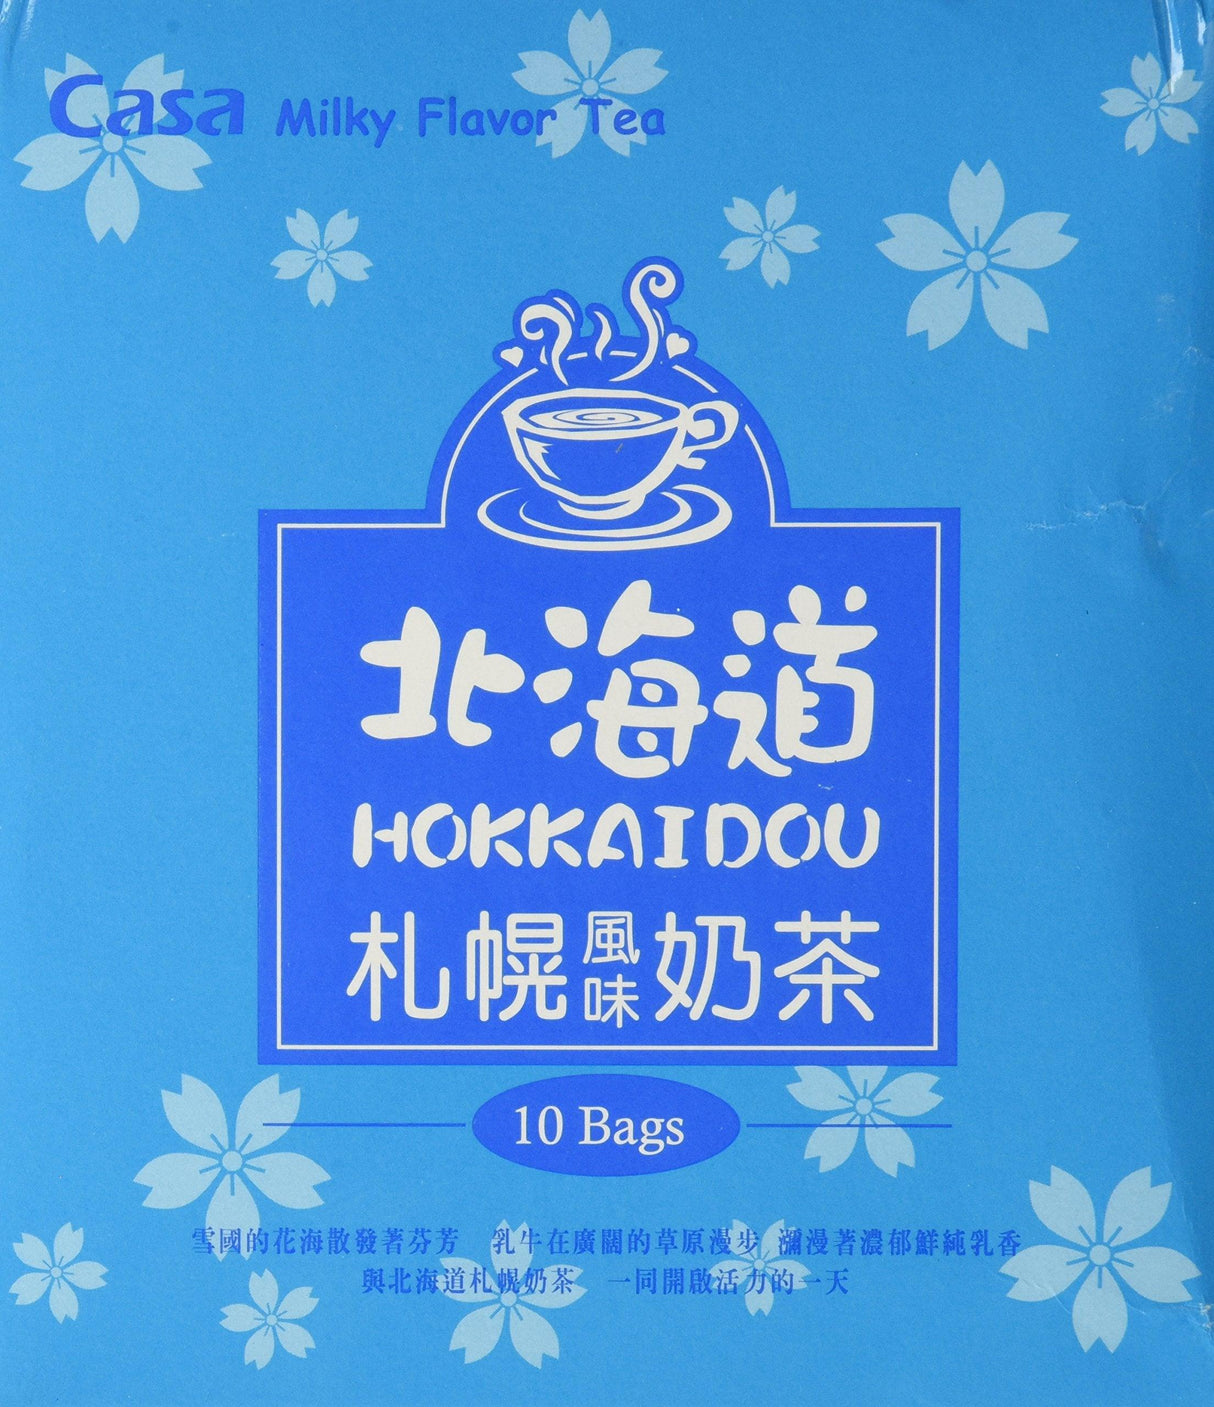 Casa Milky Flavor Tea
北海道
HOKKAIDOU
札幌風味奶茶
10 Bags
雪國的花海散發著芬芳 乳牛在廣闊的草原漫步 瀰漫著濃郁鮮純乳香
與北海道札幌奶茶 一同開啟活力的一天